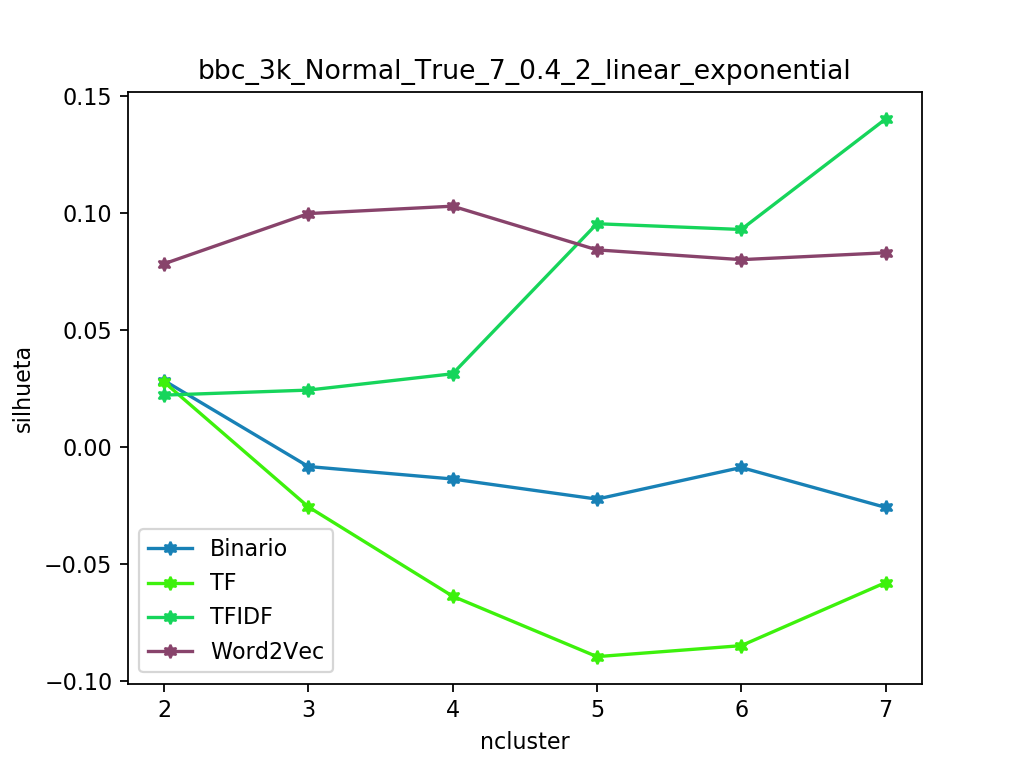 bbc_3k_Normal_True_7_0.4_2_linear_exponential
0.15
0.10
0.05
0.00
−0.05
−0.10
silhueta
Binario
TF
TFIDF
Word2Vec
2 3 4 5 6 7
ncluster